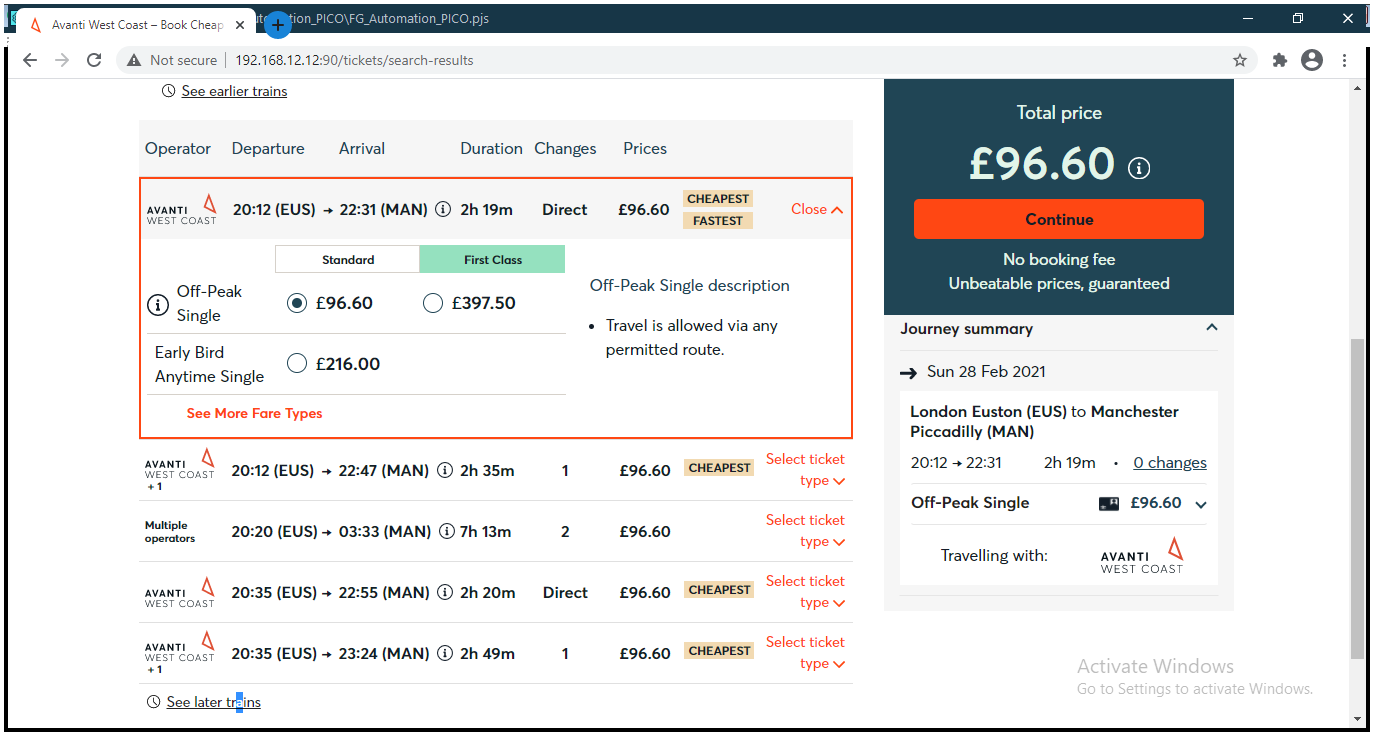 utomation_PICO\FG_Automation_PICO.pjs
Avanti West Coast – Book Cheap
Not secure | 192.168.12.12:90/tickets/search-results
See earlier trains
Operator Departure Arrival Duration Changes Prices
AVANTI WEST COAST 20:12 (EUS) → 22:31 (MAN) 2h 19m Direct £96.60 CHEAPEST FASTEST Close
Standard First Class
Off-Peak Single £96.60 £397.50
Early Bird Anytime Single £216.00
See More Fare Types
Off-Peak Single description
• Travel is allowed via any
permitted route.
AVANTI WEST COAST +1 20:12 (EUS) → 22:47 (MAN) 2h 35m 1 £96.60 CHEAPEST Select ticket type
Multiple operators 20:20 (EUS) → 03:33 (MAN) 7h 13m 2 £96.60 Select ticket type
AVANTI WEST COAST 20:35 (EUS) → 22:55 (MAN) 2h 20m Direct £96.60 CHEAPEST Select ticket type
AVANTI WEST COAST +1 20:35 (EUS) → 23:24 (MAN) 2h 49m 1 £96.60 CHEAPEST Select ticket type
See later trains
Total price
£96.60
Continue
No booking fee
Unbeatable prices, guaranteed
Journey summary
→ Sun 28 Feb 2021
London Euston (EUS) to Manchester
Piccadilly (MAN)
20:12 → 22:31 2h 19m • 0 changes
Off-Peak Single £96.60
Travelling with: AVANTI WEST COAST
Activate Windows
Go to Settings to activate Windows.